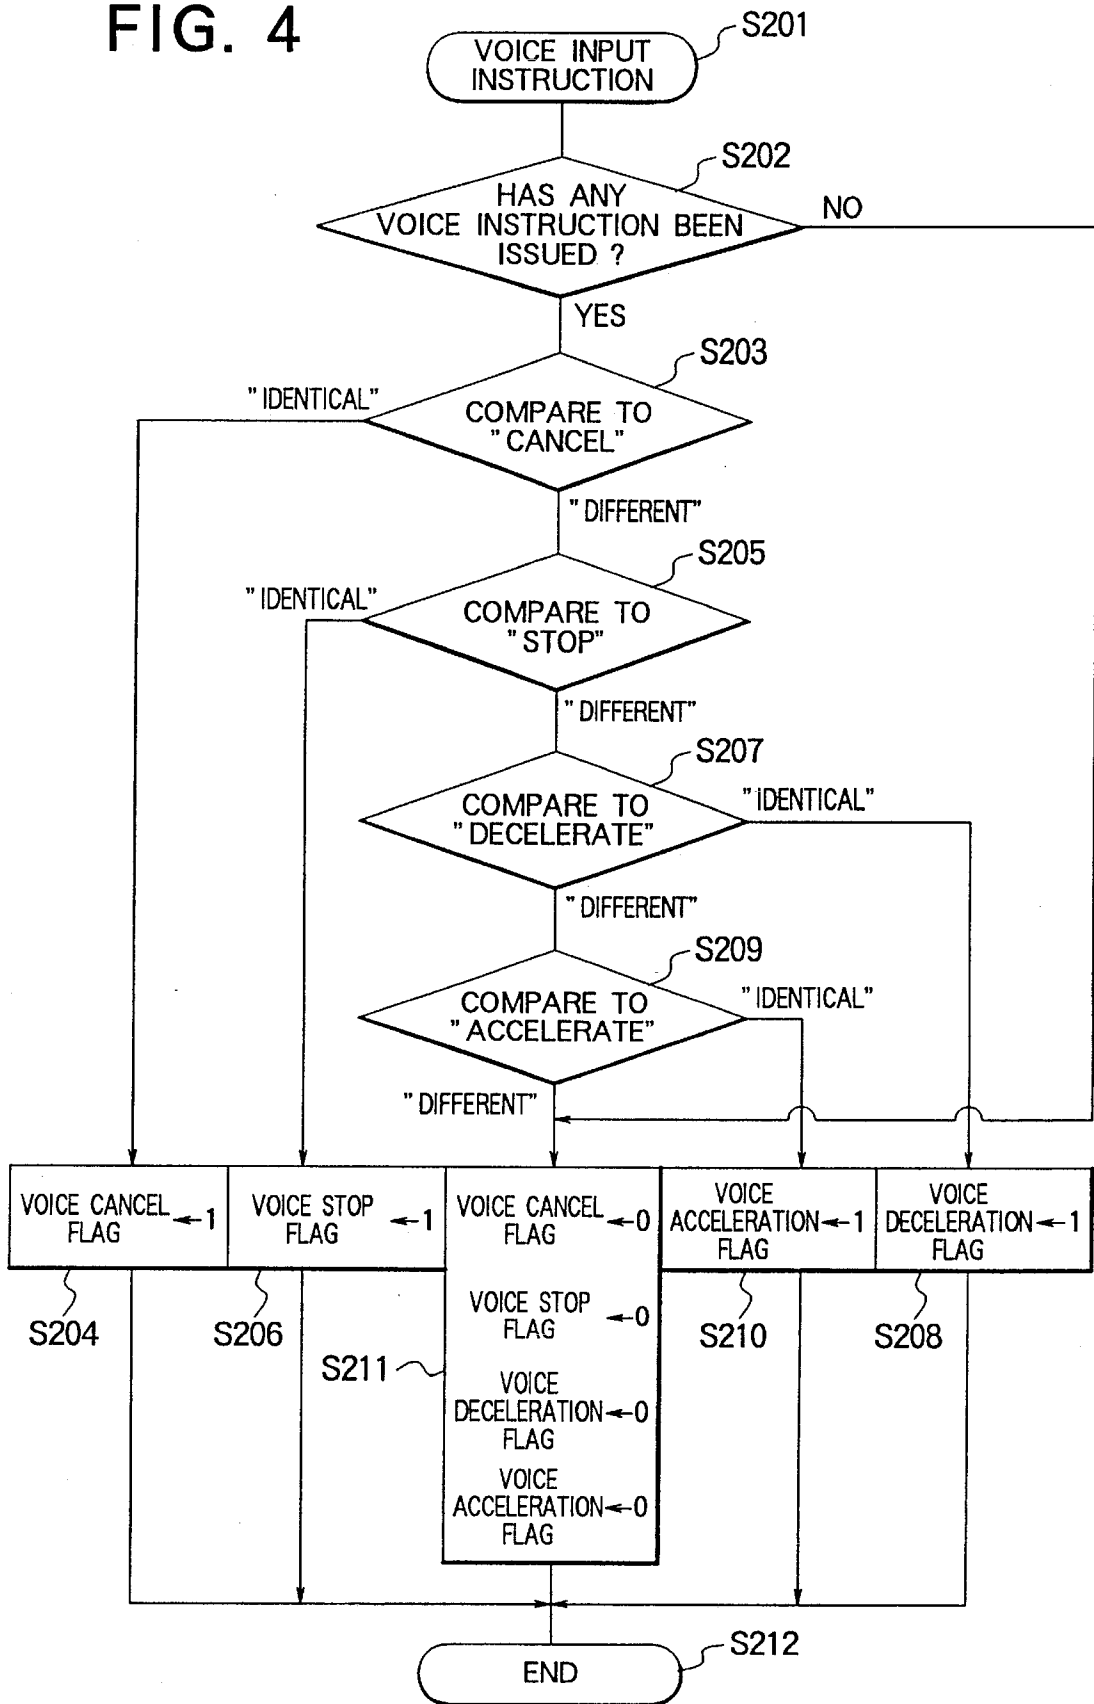 FIG. 4
S201
VOICE INPUT
INSTRUCTION
S202
HAS ANY
VOICE INSTRUCTION BEEN
ISSUED ?
NO
YES
S203
"IDENTICAL"
COMPARE TO
"CANCEL"
"DIFFERENT"
S205
"IDENTICAL"
COMPARE TO
"STOP"
"DIFFERENT"
S207
"IDENTICAL"
COMPARE TO
"DECELERATE"
"DIFFERENT"
S209
"IDENTICAL"
COMPARE TO
"ACCELERATE"
"DIFFERENT"
VOICE CANCEL
FLAG ←1
S204
VOICE STOP
FLAG ←1
S206
VOICE CANCEL
FLAG ←0
VOICE STOP
FLAG ←0
VOICE
DECELERATION←0
FLAG
VOICE
ACCELERATION←0
FLAG
S211
VOICE
ACCELERATION←1
FLAG
S210
VOICE
DECELERATION←1
FLAG
S208
S212
END